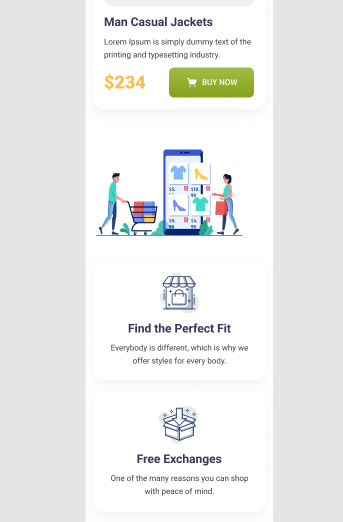 Man Casual Jackets
Lorem Ipsum is simply dummy text of the
printing and typesetting industry.
$234
BUY NOW
Find the Perfect Fit
Everybody is different, which is why we
offer styles for every body.
Free Exchanges
One of the many reasons you can shop
with peace of mind.